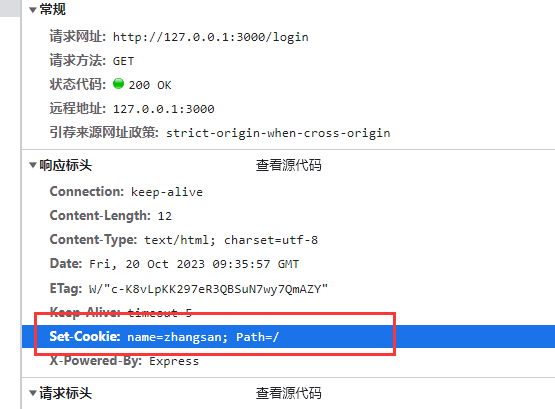 常规
请求网址: http://127.0.0.1:3000/login
请求方法: GET
状态代码: 200 OK
远程地址: 127.0.0.1:3000
引荐来源网址政策: strict-origin-when-cross-origin
响应标头 查看源代码
Connection: keep-alive
Content-Length: 12
Content-Type: text/html; charset=utf-8
Date: Fri, 20 Oct 2023 09:35:57 GMT
ETag: W/"c-K8vLpKK297eR3QBSuN7wy7QmAZY"
Keep-Alive: timeout=5
Set-Cookie: name=zhangsan; Path=/
X-Powered-By: Express
请求标头 查看源代码